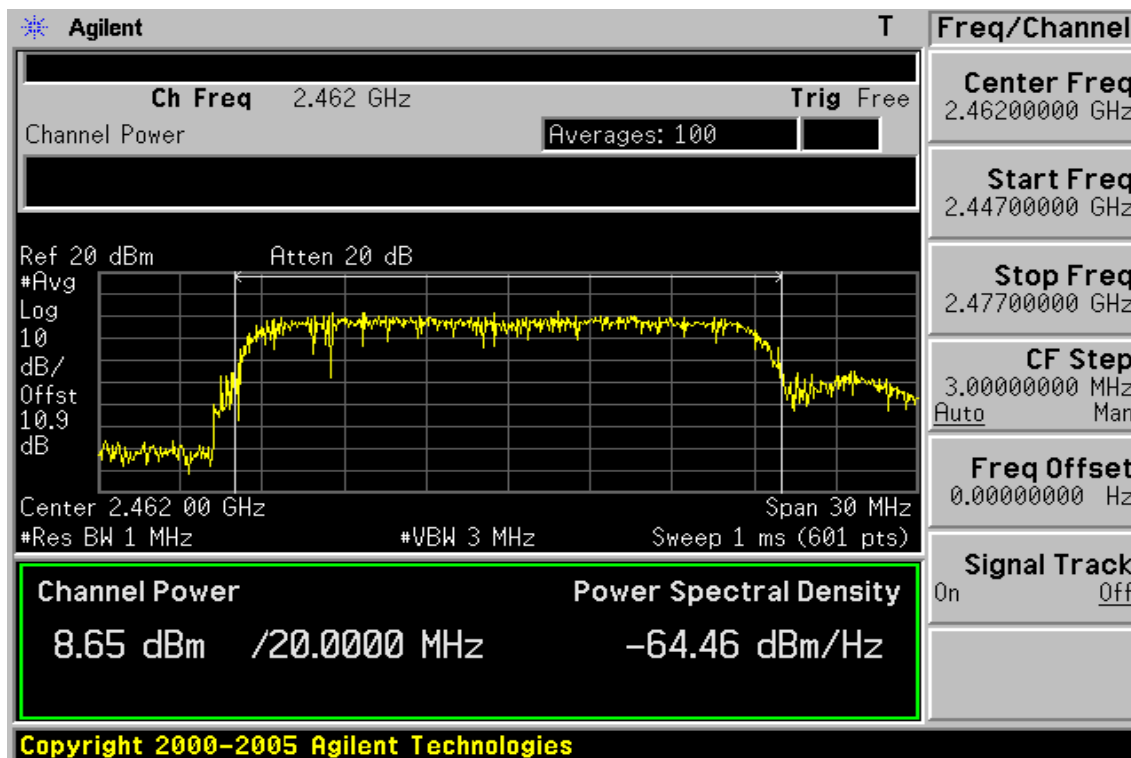 Agilent T
Ch Freq 2.462 GHz Trig Free
Channel Power Averages: 100
Ref 20 dBm Atten 20 dB
#Avg
Log
10
dB/
Offst
10.9
dB
Center 2.462 00 GHz Span 30 MHz
#Res BW 1 MHz #VBW 3 MHz Sweep 1 ms (601 pts)
Channel Power Power Spectral Density
8.65 dBm /20.0000 MHz -64.46 dBm/Hz
Copyright 2000-2005 Agilent Technologies
Freq/Channel
Center Freq
2.46200000 GHz
Start Freq
2.44700000 GHz
Stop Freq
2.47700000 GHz
CF Step
3.00000000 MHz
Auto Man
Freq Offset
0.00000000 Hz
Signal Track
On Off